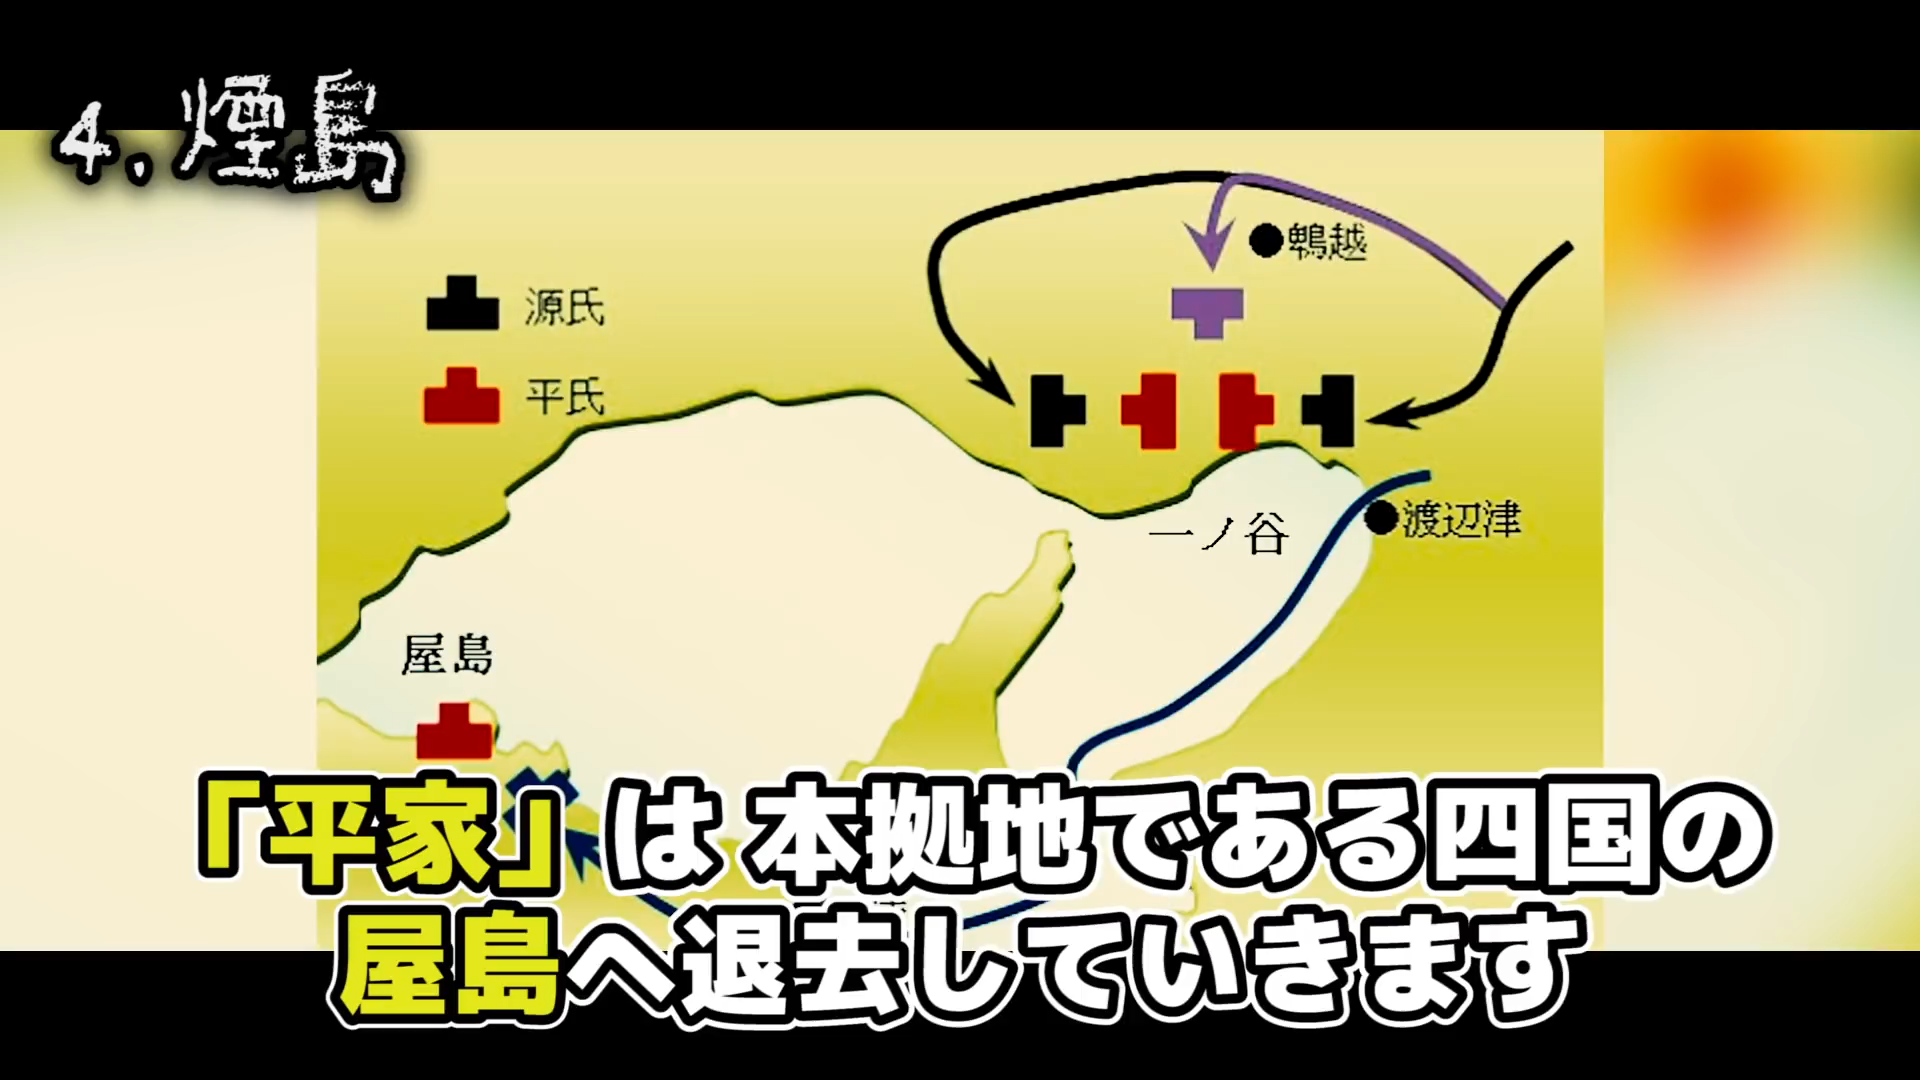 4.煙島
鵯越
源氏
平氏
一ノ谷
渡辺津
屋島
「平家」は 本拠地である四国の
屋島へ退去していきます